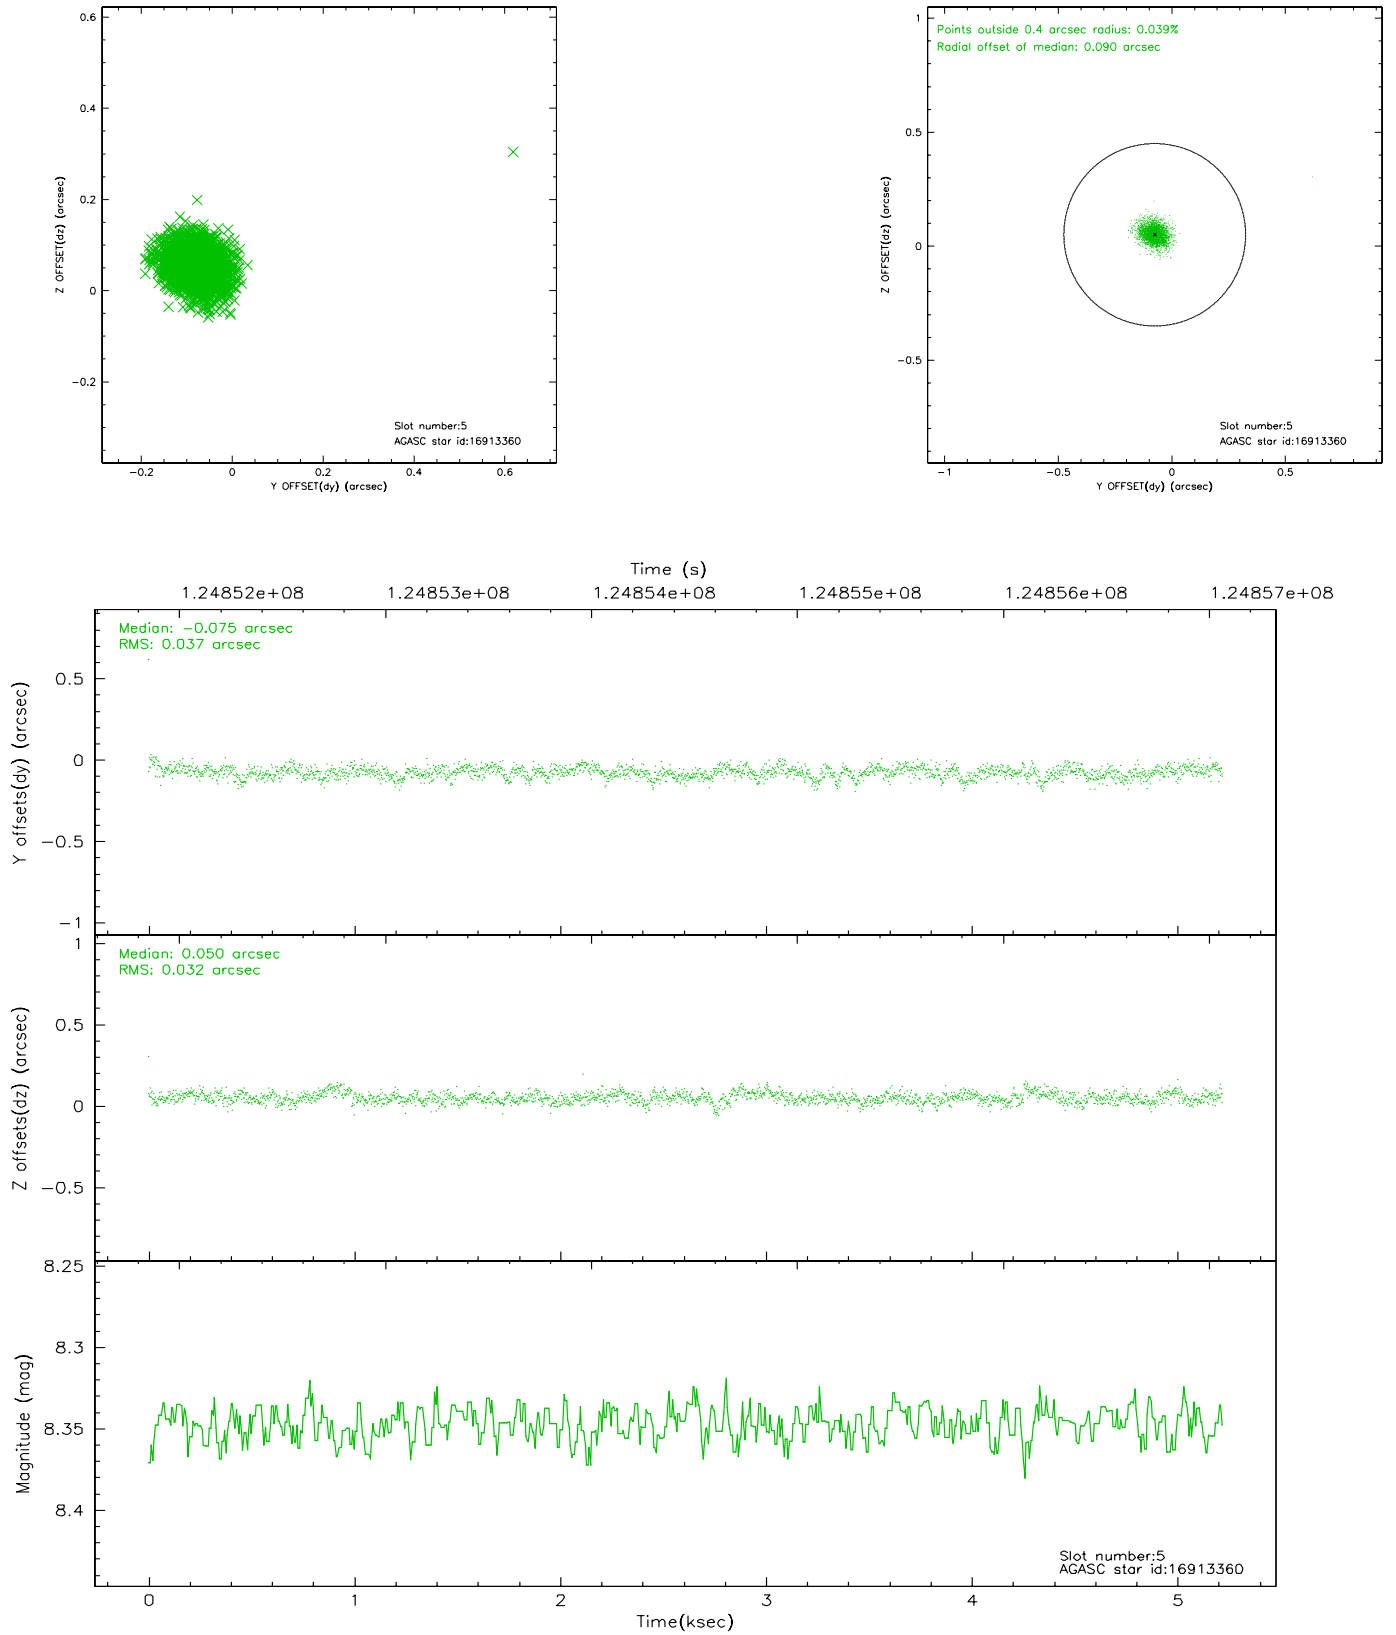 0.6
0.4
0.2
0
−0.2
Z OFFSET(dz) (arcsec)
Slot number:5
AGASC star id:16913360
−0.2 0 0.2 0.4 0.6
Y OFFSET(dy) (arcsec)
Points outside 0.4 arcsec radius: 0.039%
Radial offset of median: 0.090 arcsec
1
0.5
0
−0.5
Z OFFSET(dz) (arcsec)
Slot number:5
AGASC star id:16913360
−1 −0.5 0 0.5
Y OFFSET(dy) (arcsec)
Time (s)
1.24852e+08 1.24853e+08 1.24854e+08 1.24855e+08 1.24856e+08 1.24857e+08
Median: −0.075 arcsec
RMS: 0.037 arcsec
0.5
0
−0.5
−1
Y offsets(dy) (arcsec)
Median: 0.050 arcsec
RMS: 0.032 arcsec
1
0.5
0
−0.5
Z offsets(dz) (arcsec)
8.25
8.3
8.35
8.4
Magnitude (mag)
Slot number:5
AGASC star id:16913360
0 1 2 3 4 5
Time(ksec)